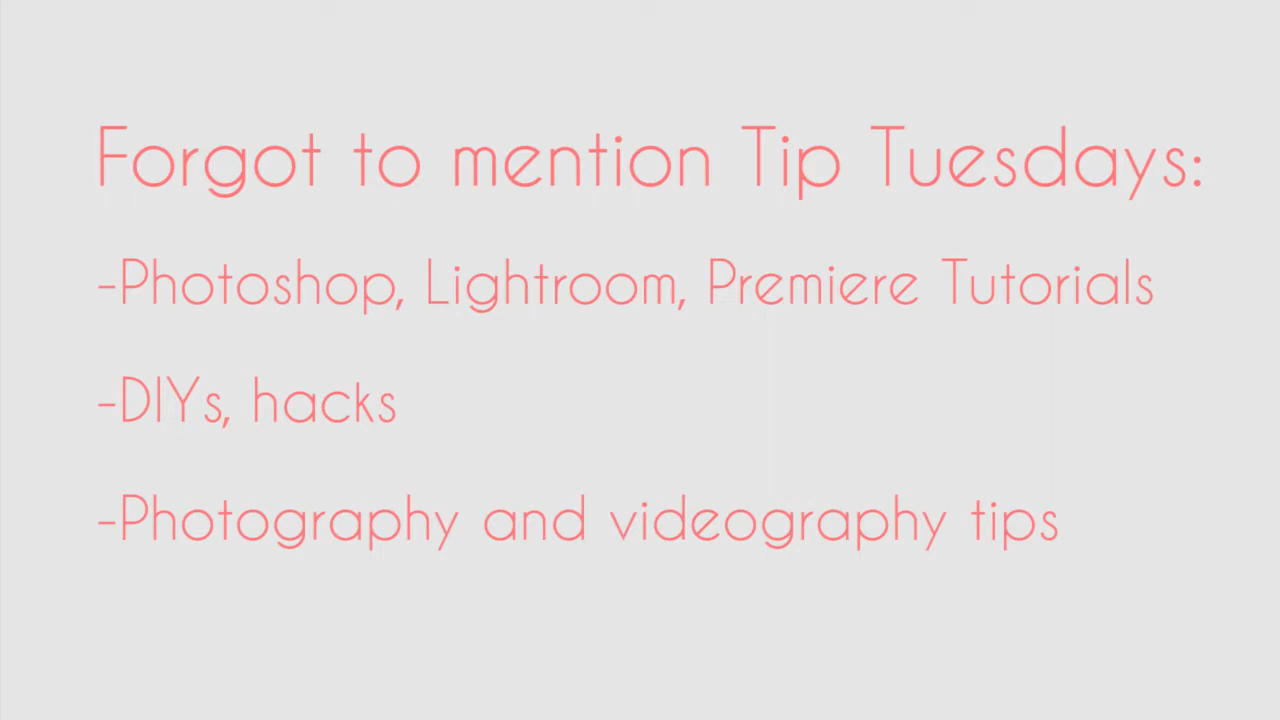 Forgot to mention Tip Tuesdays:
-Photoshop, Lightroom, Premiere Tutorials
-DIYs, hacks
-Photography and videography tips